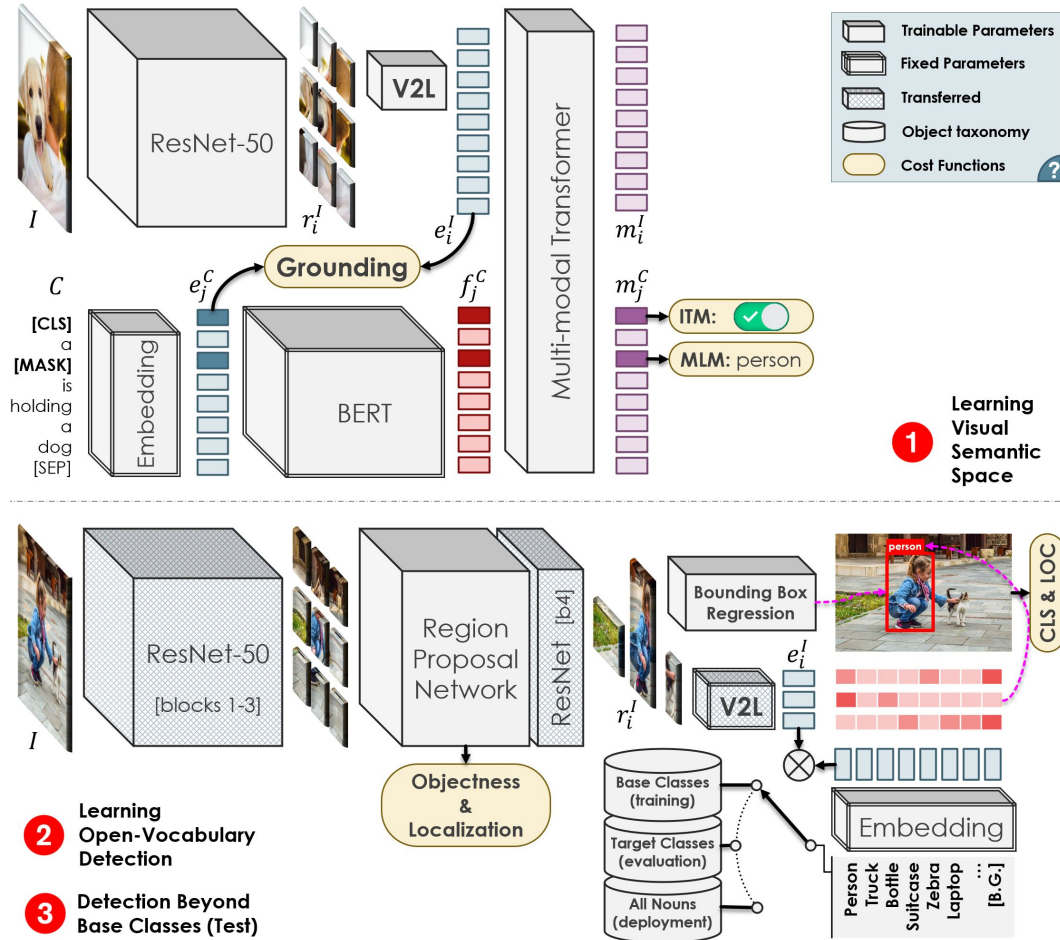 ResNet-50
V2L
Multi-modal Transformer
I
r_i^I
e_i^I
m_i^I
Trainable Parameters
Fixed Parameters
Transferred
Object taxonomy
Cost Functions
?
Grounding
C
e_j^C
f_j^C
m_j^C
[CLS]
a
[MASK]
is
holding
a
dog
[SEP]
Embedding
BERT
ITM:
MLM: person
1
Learning
Visual
Semantic
Space
ResNet-50
[blocks 1-3]
I
Region
Proposal
Network
ResNet [b4]
r_i^I
Bounding Box
Regression
person
CLS & LOC
V2L
e_i^I
Objectness
&
Localization
Base Classes
(training)
Target Classes
(evaluation)
All Nouns
(deployment)
Embedding
Person
Truck
Bottle
Suitcase
Zebra
Laptop
...
[B.G.]
2
Learning
Open-Vocabulary
Detection
3
Detection Beyond
Base Classes (Test)